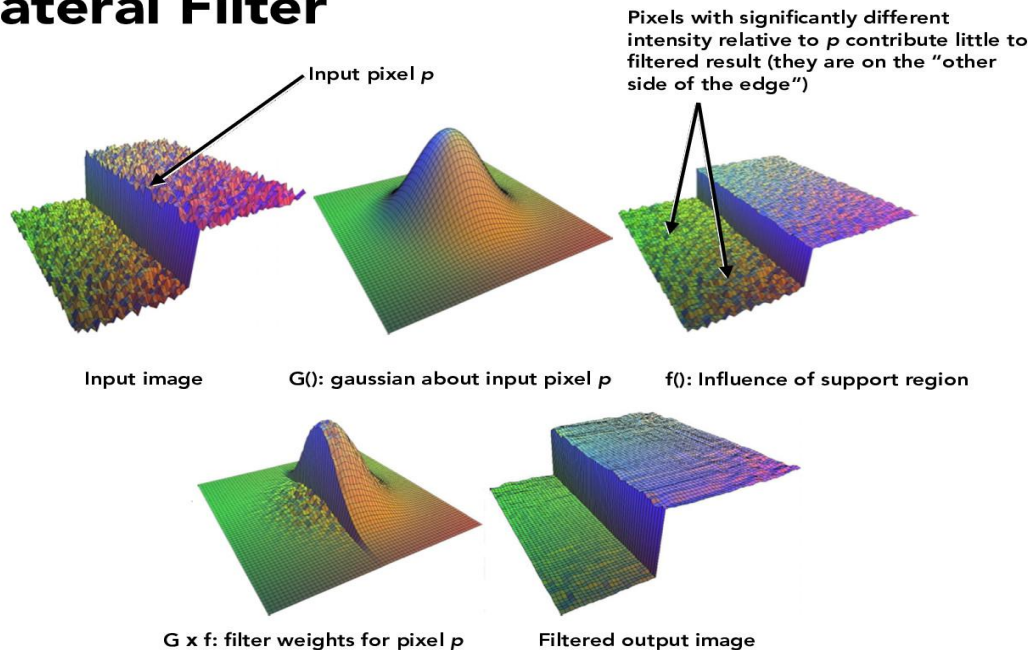 ateral Filter
Pixels with significantly different
intensity relative to p contribute little to
filtered result (they are on the “other
side of the edge”)
Input pixel p
Input image
G(): gaussian about input pixel p
f(): Influence of support region
G x f: filter weights for pixel p
Filtered output image